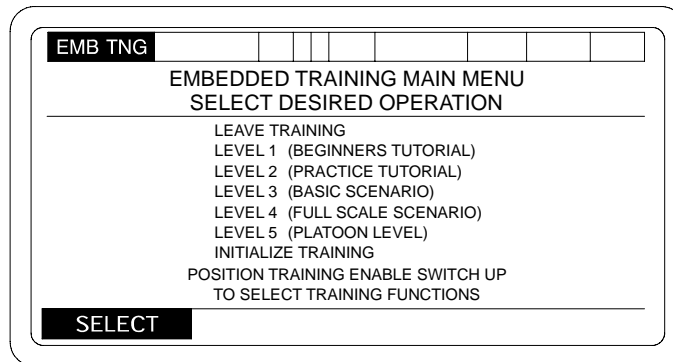 EMB TNG
EMBEDDED TRAINING MAIN MENU
SELECT DESIRED OPERATION
LEAVE TRAINING
LEVEL 1 (BEGINNERS TUTORIAL)
LEVEL 2 (PRACTICE TUTORIAL)
LEVEL 3 (BASIC SCENARIO)
LEVEL 4 (FULL SCALE SCENARIO)
LEVEL 5 (PLATOON LEVEL)
INITIALIZE TRAINING
POSITION TRAINING ENABLE SWITCH UP
TO SELECT TRAINING FUNCTIONS
SELECT